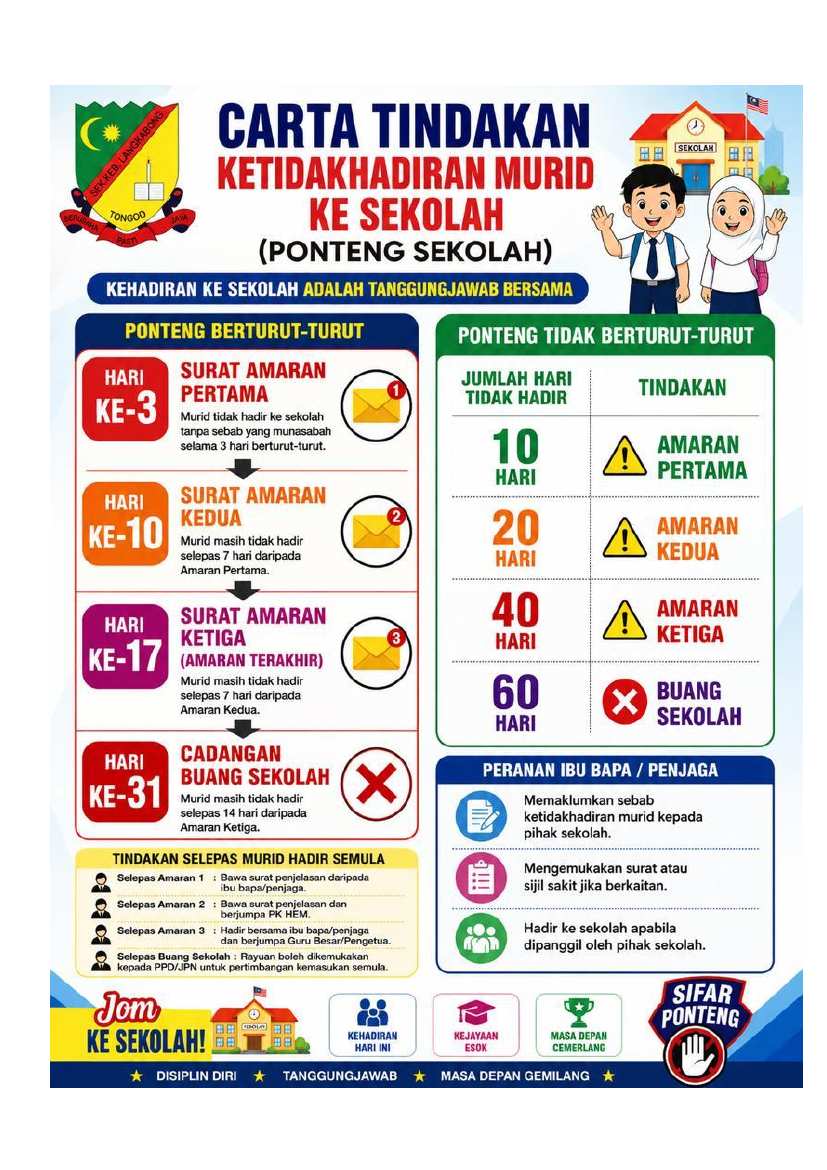 SEK.KEB. LANGKABONG
TONGOD
BERUSAHA
PASTI
JAYA
CARTA TINDAKAN
KETIDAKHADIRAN MURID
KE SEKOLAH
(PONTENG SEKOLAH)
SEKOLAH
KEHADIRAN KE SEKOLAH ADALAH TANGGUNGJAWAB BERSAMA
PONTENG BERTURUT-TURUT
HARI
KE-3
SURAT AMARAN
PERTAMA
Murid tidak hadir ke sekolah
tanpa sebab yang munasabah
selama 3 hari berturut-turut.
1
HARI
KE-10
SURAT AMARAN
KEDUA
Murid masih tidak hadir
selepas 7 hari daripada
Amaran Pertama.
2
HARI
KE-17
SURAT AMARAN
KETIGA
(AMARAN TERAKHIR)
Murid masih tidak hadir
selepas 7 hari daripada
Amaran Kedua.
3
HARI
KE-31
CADANGAN
BUANG SEKOLAH
Murid masih tidak hadir
selepas 14 hari daripada
Amaran Ketiga.
TINDAKAN SELEPAS MURID HADIR SEMULA
Selepas Amaran 1 : Bawa surat penjelasan daripada
ibu bapa/penjaga.
Selepas Amaran 2 : Bawa surat penjelasan dan
berjumpa PK HEM.
Selepas Amaran 3 : Hadir bersama ibu bapa/penjaga
dan berjumpa Guru Besar/Pengetua.
Selepas Buang Sekolah : Rayuan boleh dikemukakan
kepada PPD/JPN untuk pertimbangan kemasukan semula.
PONTENG TIDAK BERTURUT-TURUT
JUMLAH HARI
TIDAK HADIR
TINDAKAN
10
HARI
AMARAN
PERTAMA
20
HARI
AMARAN
KEDUA
40
HARI
AMARAN
KETIGA
60
HARI
BUANG
SEKOLAH
PERANAN IBU BAPA / PENJAGA
Memaklumkan sebab
ketidakhadiran murid kepada
pihak sekolah.
Mengemukakan surat atau
sijil sakit jika berkaitan.
Hadir ke sekolah apabila
dipanggil oleh pihak sekolah.
Jom
KE SEKOLAH!
SEKOLAH
KEHADIRAN
HARI INI
KEJAYAAN
ESOK
MASA DEPAN
CEMERLANG
SIFAR
PONTENG
DISIPLIN DIRI
TANGGUNGJAWAB
MASA DEPAN GEMILANG